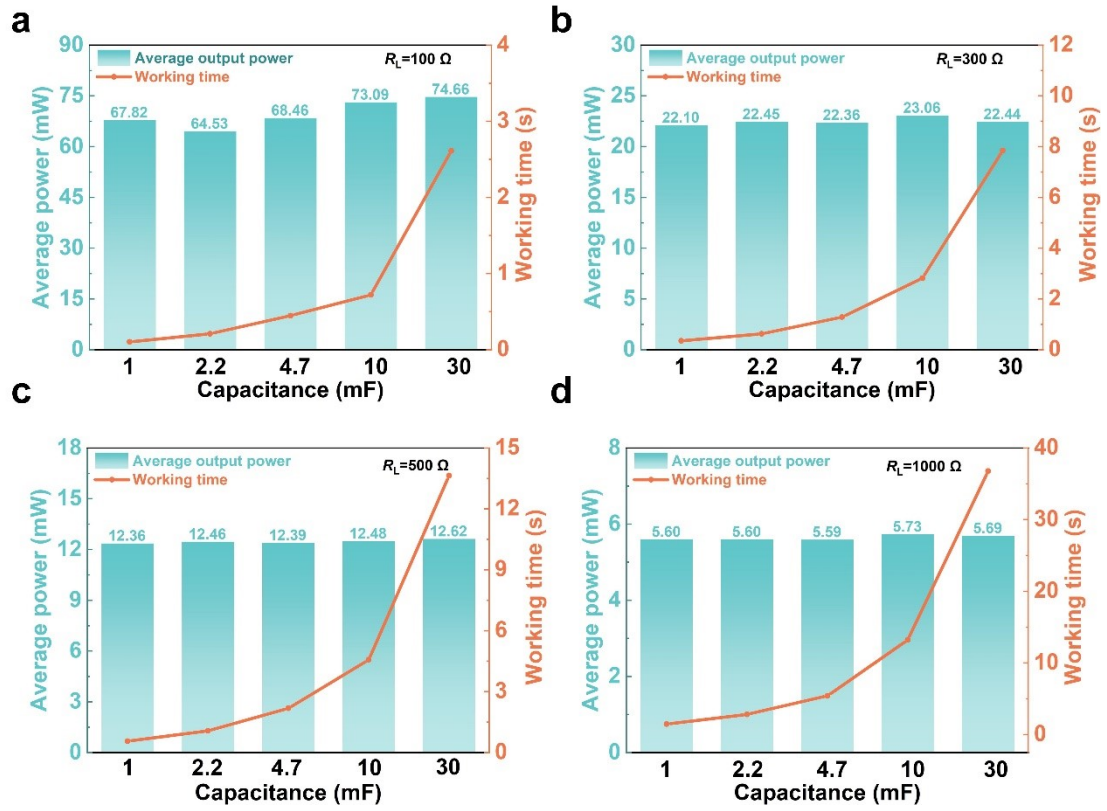 a
Average output power
Working time
R_L=100 Ω
Average power (mW)
90
75
60
45
30
15
0
67.82
64.53
68.46
73.09
74.66
4
3
2
1
0
Working time (s)
1 2.2 4.7 10 30
Capacitance (mF)
b
Average output power
Working time
R_L=300 Ω
Average power (mW)
30
25
20
15
10
5
0
22.10
22.45
22.36
23.06
22.44
12
10
8
6
4
2
0
Working time (s)
1 2.2 4.7 10 30
Capacitance (mF)
c
Average output power
Working time
R_L=500 Ω
Average power (mW)
18
15
12
9
6
3
0
12.36
12.46
12.39
12.48
12.62
15
12
9
6
3
0
Working time (s)
1 2.2 4.7 10 30
Capacitance (mF)
d
Average output power
Working time
R_L=1000 Ω
Average power (mW)
8
6
4
2
0
5.60
5.60
5.59
5.73
5.69
40
30
20
10
0
Working time (s)
1 2.2 4.7 10 30
Capacitance (mF)